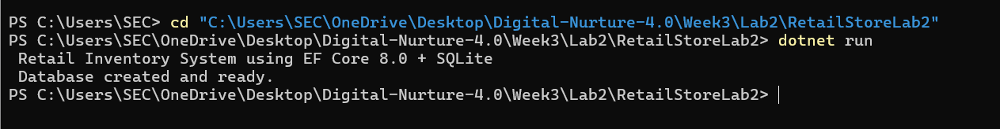 PS C:\Users\SEC> cd "C:\Users\SEC\OneDrive\Desktop\Digital-Nurture-4.0\Week3\Lab2\RetailStoreLab2"
PS C:\Users\SEC\OneDrive\Desktop\Digital-Nurture-4.0\Week3\Lab2\RetailStoreLab2> dotnet run
Retail Inventory System using EF Core 8.0 + SQLite
Database created and ready.
PS C:\Users\SEC\OneDrive\Desktop\Digital-Nurture-4.0\Week3\Lab2\RetailStoreLab2>